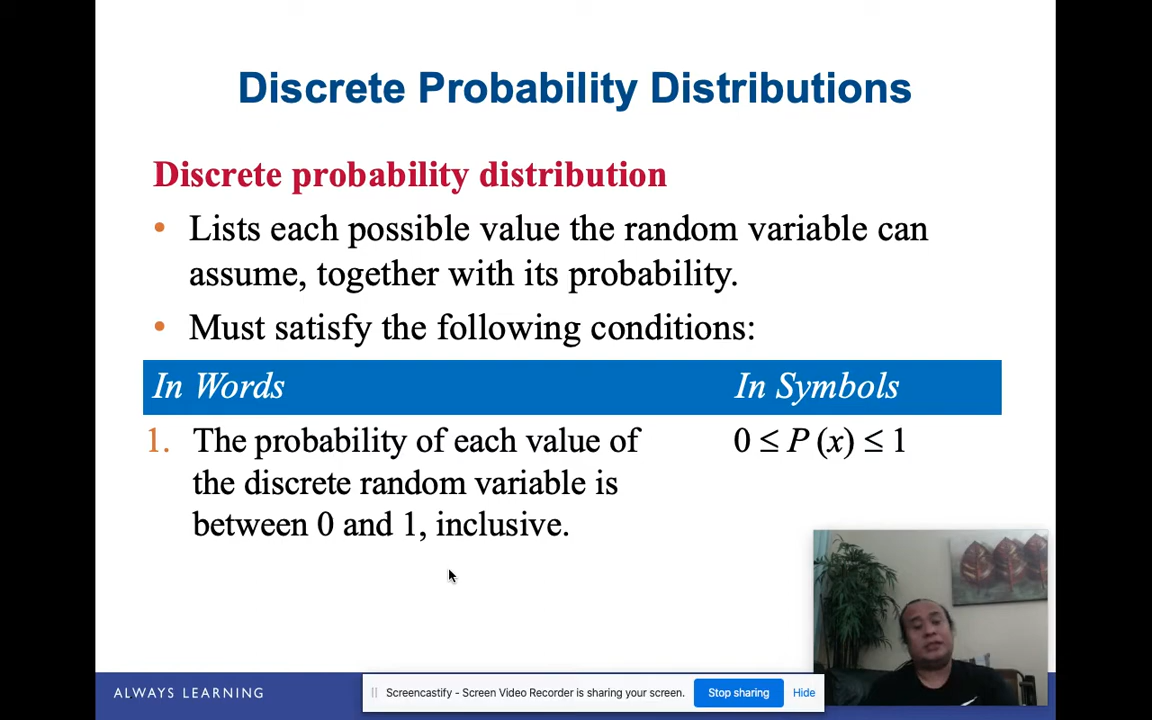 Discrete Probability Distributions
Discrete probability distribution
• Lists each possible value the random variable can
assume, together with its probability.
• Must satisfy the following conditions:
In Words In Symbols
1. The probability of each value of 0 ≤ P (x) ≤ 1
the discrete random variable is
between 0 and 1, inclusive.
ALWAYS LEARNING
Screencastify - Screen Video Recorder is sharing your screen. Stop sharing Hide